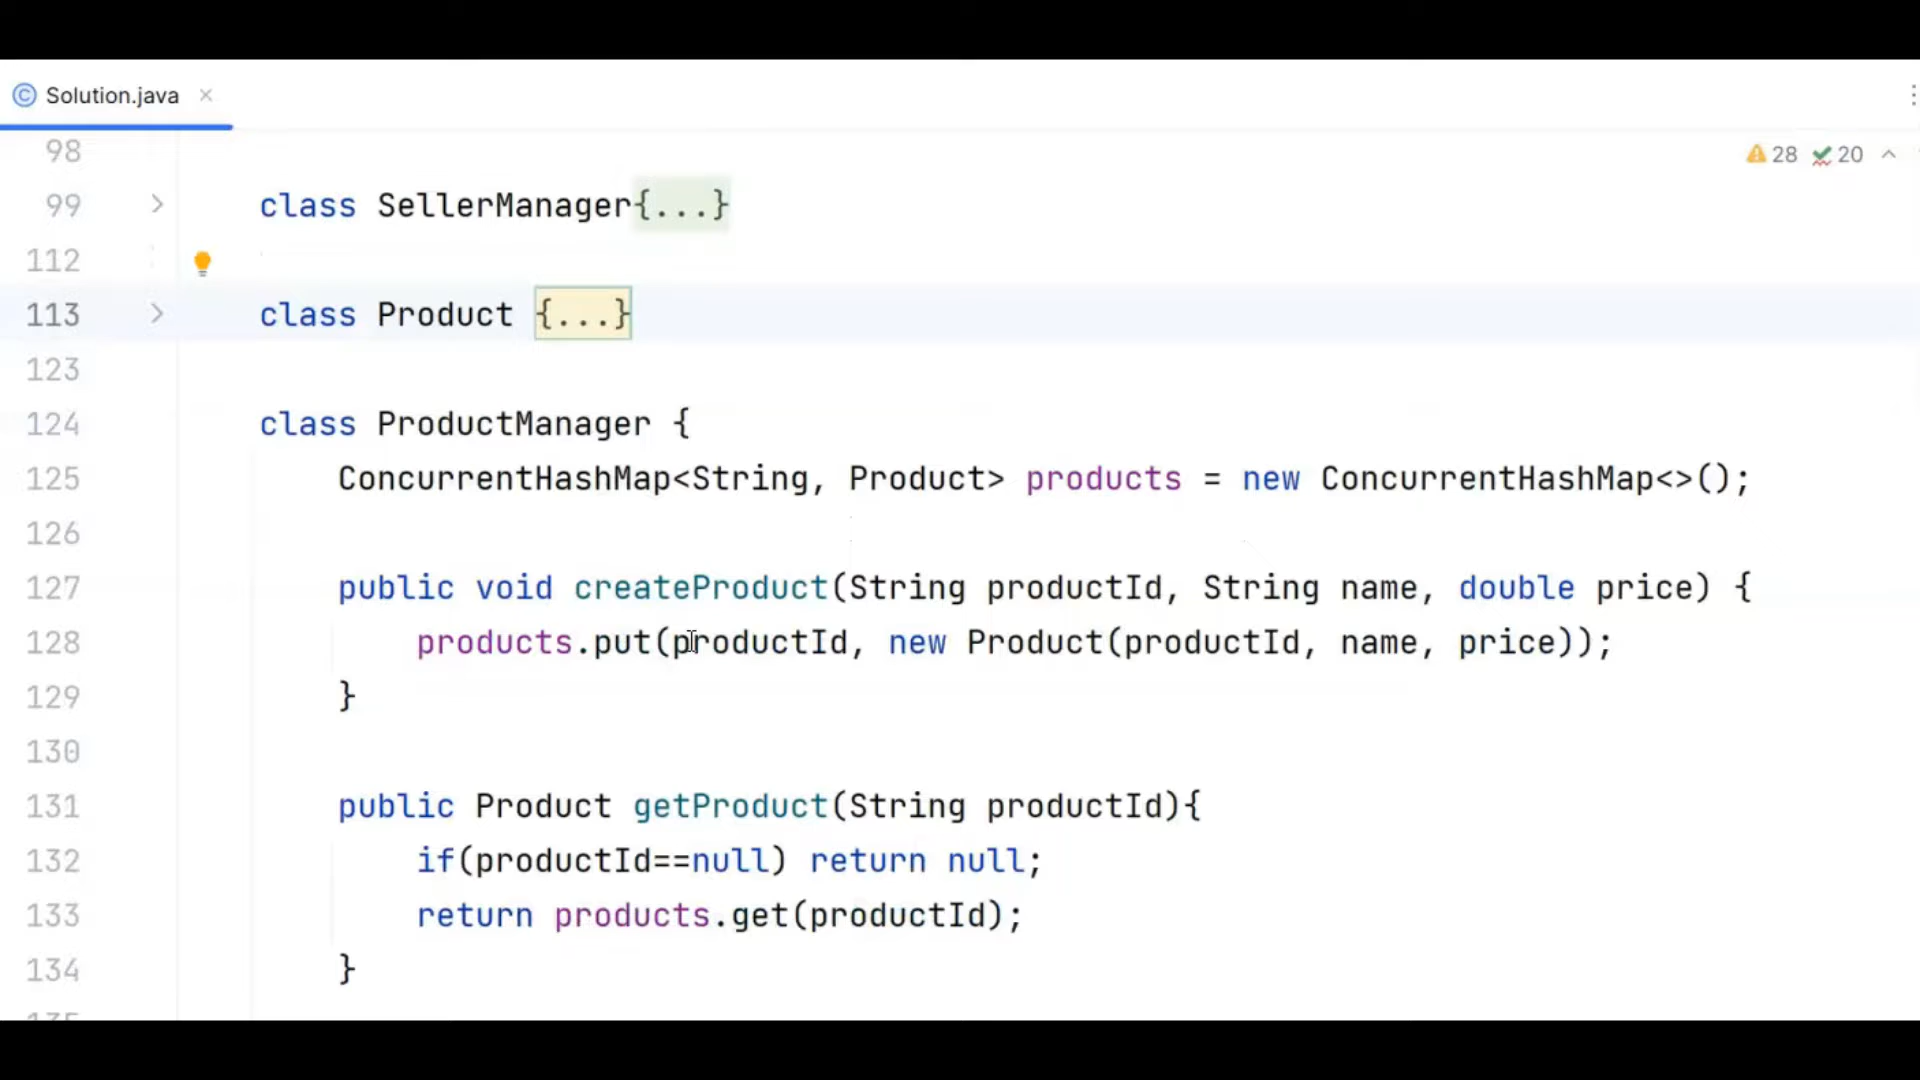 Solution.java
98
28 20
99 class SellerManager{...}
112
113 class Product {...}
123
124 class ProductManager {
125 ConcurrentHashMap<String, Product> products = new ConcurrentHashMap<>();
126
127 public void createProduct(String productId, String name, double price) {
128 products.put(productId, new Product(productId, name, price));
129 }
130
131 public Product getProduct(String productId){
132 if(productId==null) return null;
133 return products.get(productId);
134 }